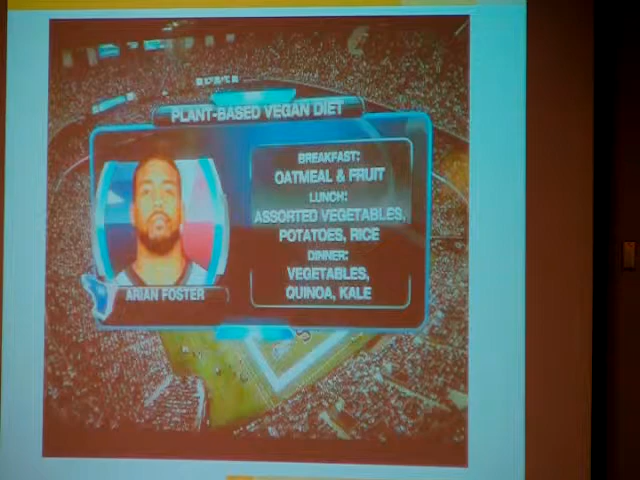 PLANT-BASED VEGAN DIET
BREAKFAST:
OATMEAL & FRUIT
LUNCH:
ASSORTED VEGETABLES,
POTATOES, RICE
DINNER:
VEGETABLES,
QUINOA, KALE
ARIAN FOSTER